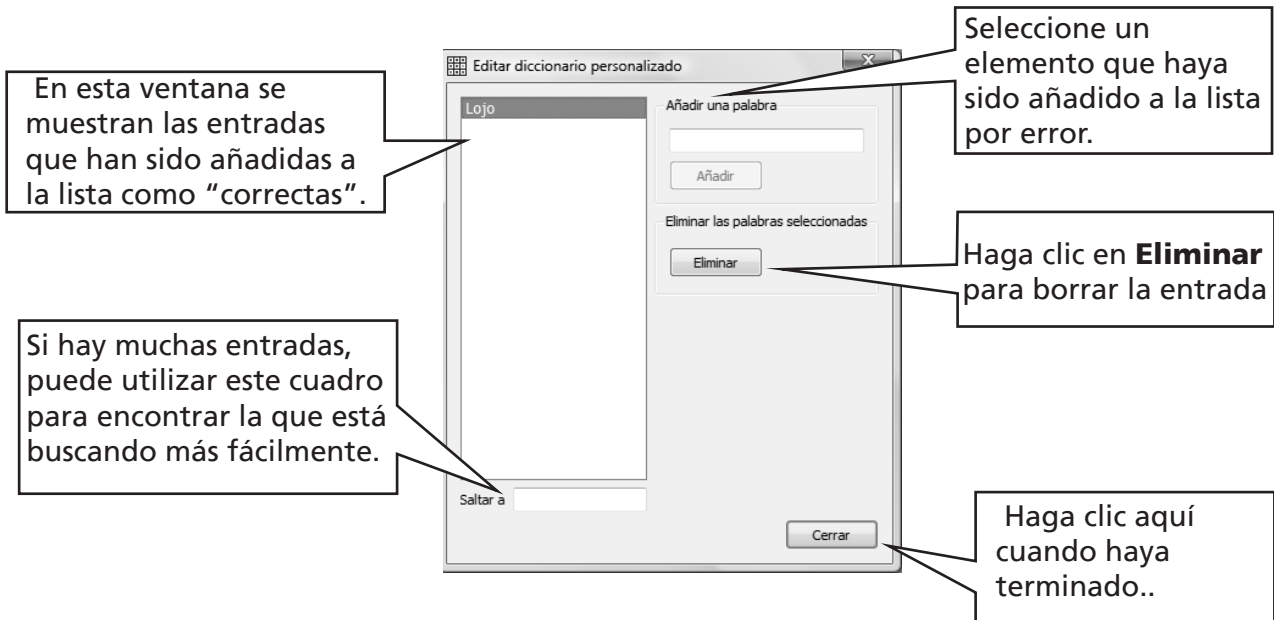 Seleccione un
elemento que haya
sido añadido a la lista
por error.
En esta ventana se
muestran las entradas
que han sido añadidas a
la lista como “correctas”.
Editar diccionario personalizado
Lojo
Añadir una palabra
Añadir
Eliminar las palabras seleccionadas
Eliminar
Haga clic en Eliminar
para borrar la entrada
Si hay muchas entradas,
puede utilizar este cuadro
para encontrar la que está
buscando más fácilmente.
Saltar a
Cerrar
Haga clic aquí
cuando haya
terminado..